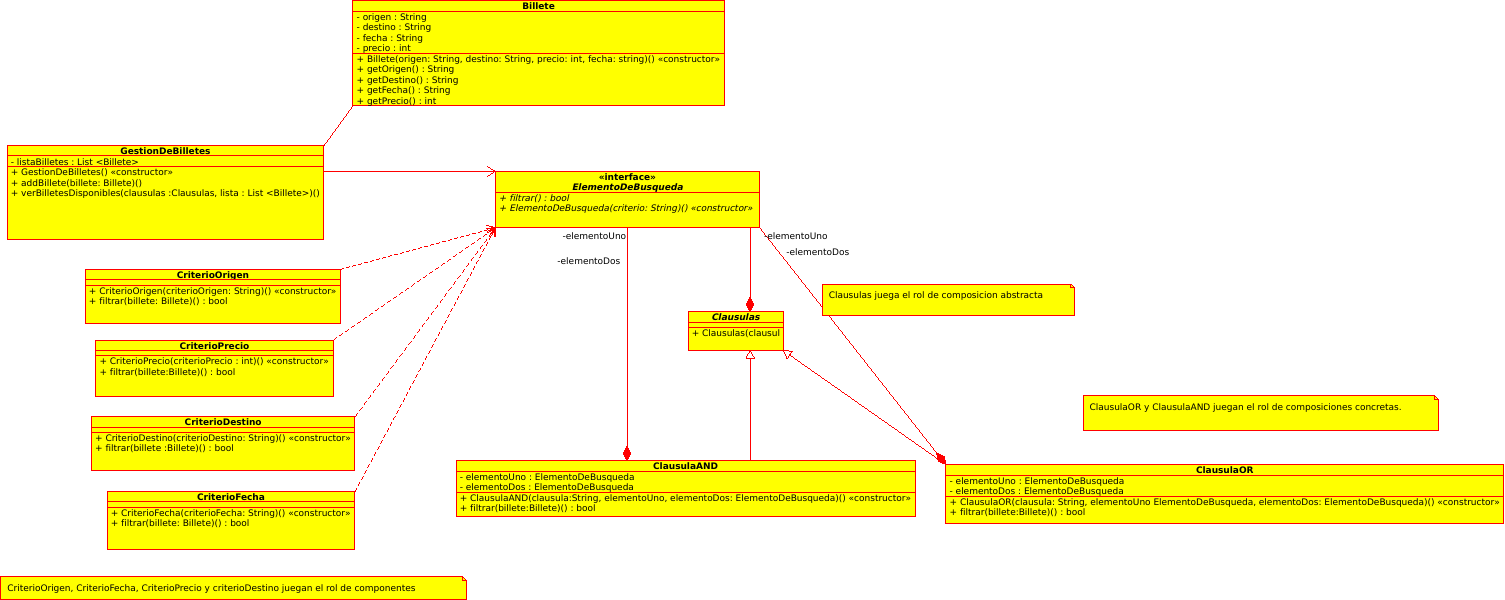 Billete
- origen : String
- destino : String
- fecha : String
- precio : int
+ Billete(origen: String, destino: String, precio: int, fecha: string)() «constructor»
+ getOrigen() : String
+ getDestino() : String
+ getFecha() : String
+ getPrecio() : int
GestionDeBilletes
- listaBilletes : List <Billete>
+ GestionDeBilletes() «constructor»
+ addBillete(billete: Billete)()
+ verBilletesDisponibles(clausulas :Clausulas, lista : List <Billete>)()
«interface»
ElementoDeBusqueda
+ filtrar() : bool
+ ElementoDeBusqueda(criterio: String)() «constructor»
-elementoUno
-elementoDos
-elementoUno
-elementoDos
CriterioOrigen
+ CriterioOrigen(criterioOrigen: String)() «constructor»
+ filtrar(billete: Billete)() : bool
Clausulas juega el rol de composicion abstracta
Clausulas
+ Clausulas(clausul
CriterioPrecio
+ CriterioPrecio(criterioPrecio : int)() «constructor»
+ filtrar(billete:Billete)() : bool
ClausulaOR y ClausulaAND juegan el rol de composiciones concretas.
CriterioDestino
+ CriterioDestino(criterioDestino: String)() «constructor»
+ filtrar(billete :Billete)() : bool
ClausulaAND
- elementoUno : ElementoDeBusqueda
- elementoDos : ElementoDeBusqueda
+ ClausulaAND(clausula:String, elementoUno, elementoDos: ElementoDeBusqueda)() «constructor»
+ filtrar(billete:Billete)() : bool
ClausulaOR
- elementoUno : ElementoDeBusqueda
- elementoDos : ElementoDeBusqueda
+ ClausulaOR(clausula: String, elementoUno ElementoDeBusqueda, elementoDos: ElementoDeBusqueda)() «constructor»
+ filtrar(billete:Billete)() : bool
CriterioFecha
+ CriterioFecha(criterioFecha: String)() «constructor»
+ filtrar(billete: Billete)() : bool
CriterioOrigen, CriterioFecha, CriterioPrecio y criterioDestino juegan el rol de componentes